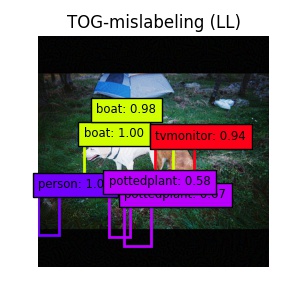 TOG-mislabeling (LL)
boat: 0.98
boat: 1.00
tvmonitor: 0.94
pottedplant: 0.58
person: 1.0